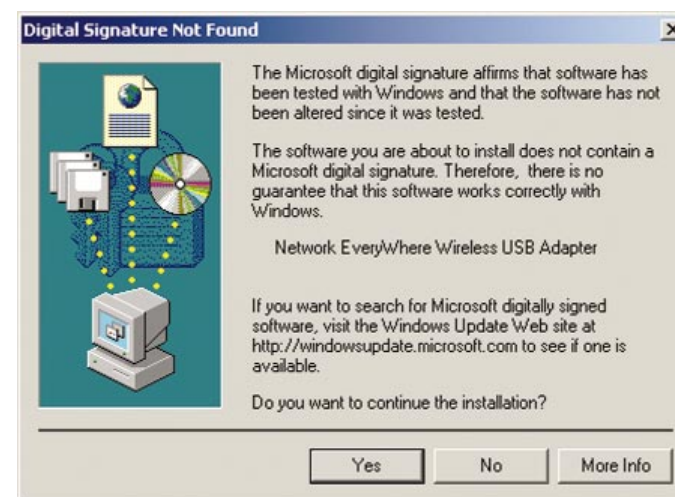 Digital Signature Not Found
The Microsoft digital signature affirms that software has
been tested with Windows and that the software has not
been altered since it was tested.
The software you are about to install does not contain a
Microsoft digital signature. Therefore, there is no
guarantee that this software works correctly with
Windows.
Network EveryWhere Wireless USB Adapter
If you want to search for Microsoft digitally signed
software, visit the Windows Update Web site at
http://windowsupdate.microsoft.com to see if one is
available.
Do you want to continue the installation?
Yes No More Info